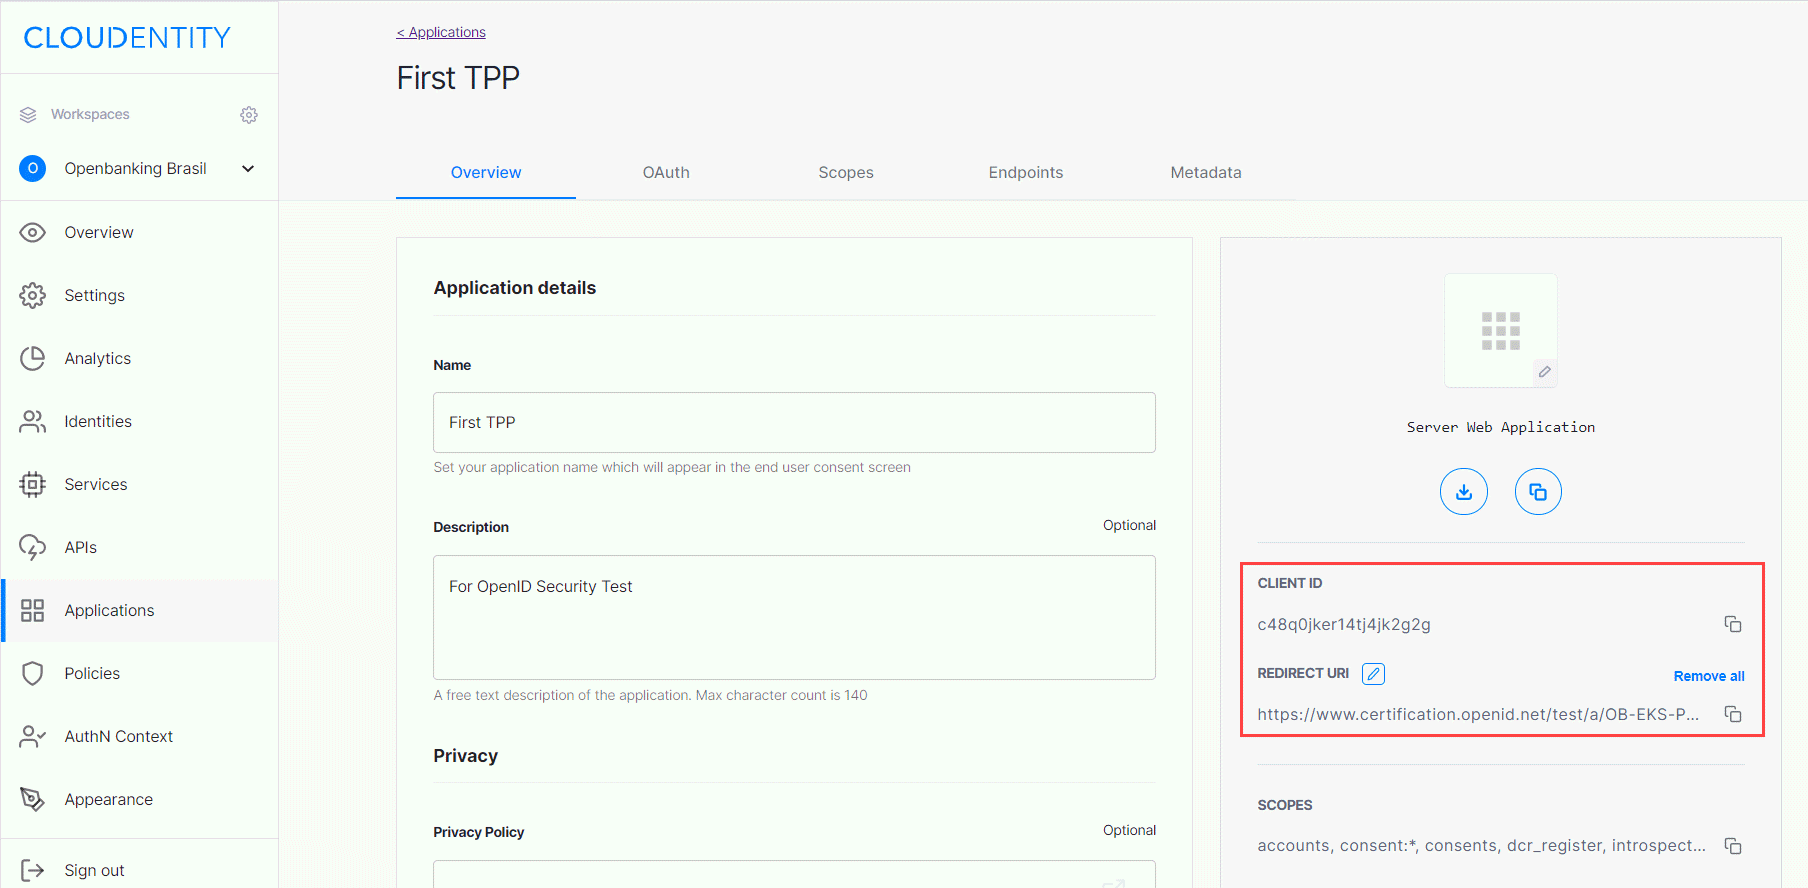 CLOUDENTITY
Workspaces
O Openbanking Brasil
Overview
Settings
Analytics
Identities
Services
APIs
Applications
Policies
AuthN Context
Appearance
Sign out
< Applications
First TPP
Overview OAuth Scopes Endpoints Metadata
Application details
Name
First TPP
Set your application name which will appear in the end user consent screen
Description Optional
For OpenID Security Test
A free text description of the application. Max character count is 140
Privacy
Privacy Policy Optional
Server Web Application
CLIENT ID
c48q0jker14tj4jk2g2g
REDIRECT URI Remove all
https://www.certification.openid.net/test/a/OB-EKS-P...
SCOPES
accounts, consent:*, consents, dcr_register, introspect...